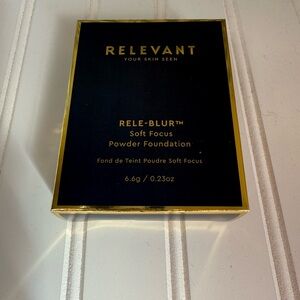 RELEVANT
YOUR SKIN SEEN
RELE-BLUR™
Soft Focus
Powder Foundation
Fond de Teint Poudre Soft Focus
6.6g / 0.23oz